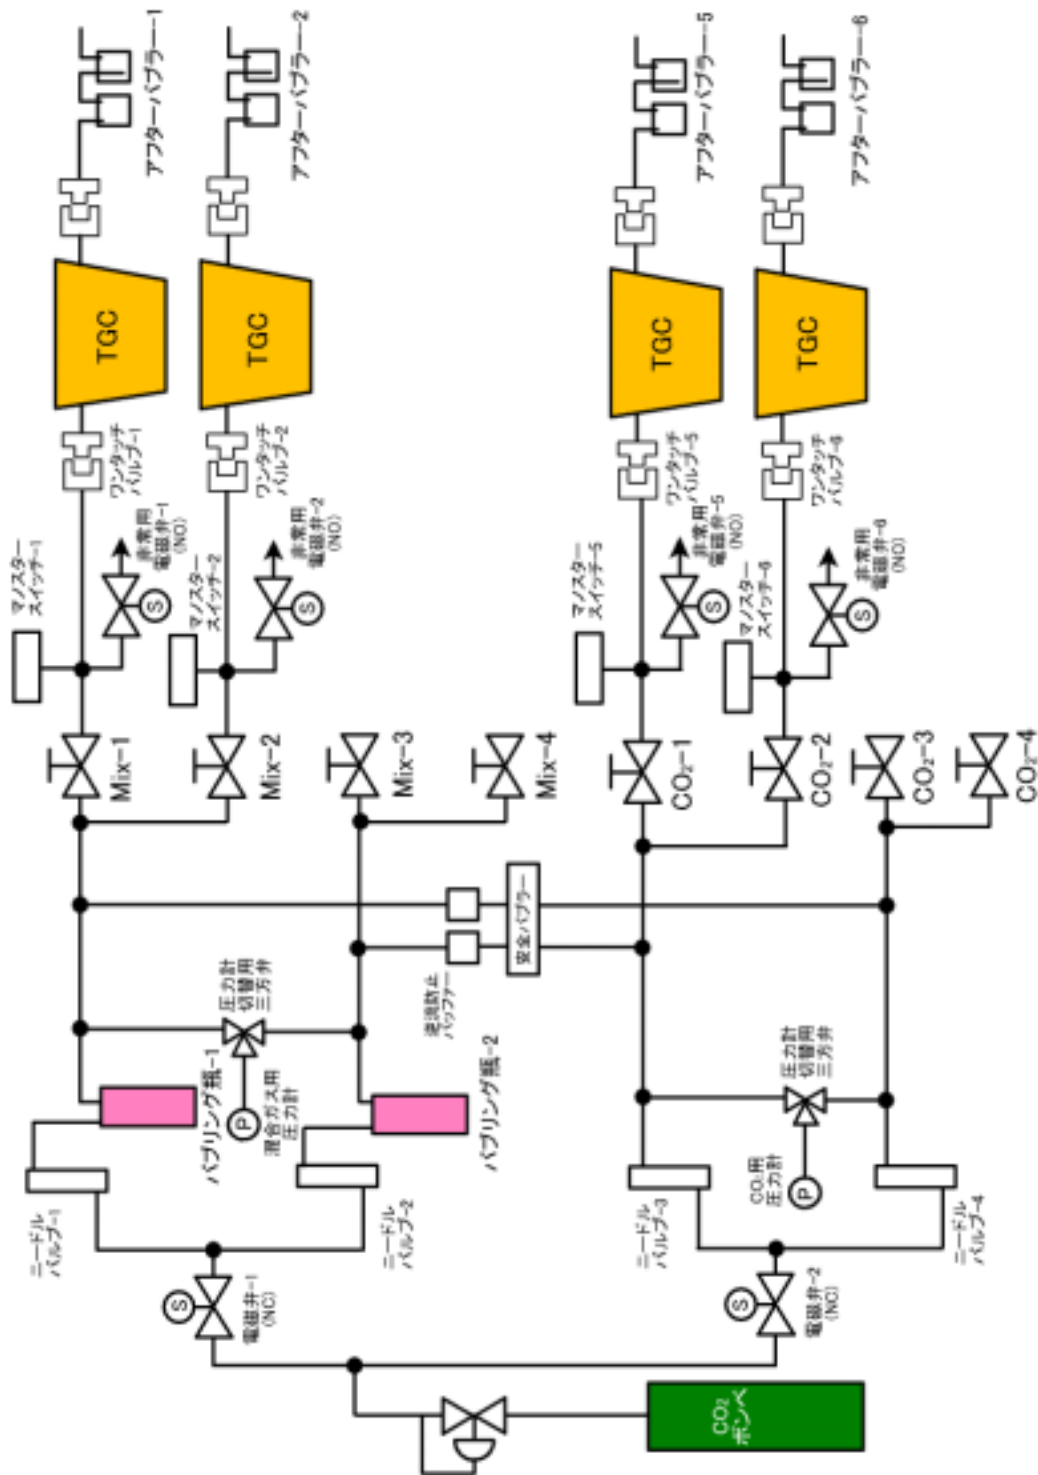 アフターバブラー-1
アフターバブラー-2
アフターバブラー-5
アフターバブラー-6
TGC
TGC
TGC
TGC
ワンタッチ
バルブ-1
ワンタッチ
バルブ-2
ワンタッチ
バルブ-5
ワンタッチ
バルブ-6
マノスター
スイッチ-1
非常用
電磁弁-1
(NO)
S
マノスター
スイッチ-2
非常用
電磁弁-2
(NO)
S
マノスター
スイッチ-5
非常用
電磁弁-5
(NO)
S
マノスター
スイッチ-6
非常用
電磁弁-6
(NO)
S
Mix-1
Mix-2
Mix-3
Mix-4
CO₂-1
CO₂-2
CO₂-3
CO₂-4
安全バブラー
逆流防止
バッファー
圧力計
切替用
三方弁
P
混合ガス用
圧力計
バブリング瓶-1
バブリング瓶-2
圧力計
切替用
三方弁
P
CO₂用
圧力計
ニードル
バルブ-1
ニードル
バルブ-2
ニードル
バルブ-3
ニードル
バルブ-4
S
電磁弁-1
(NC)
S
電磁弁-2
(NC)
CO₂
ボンベ